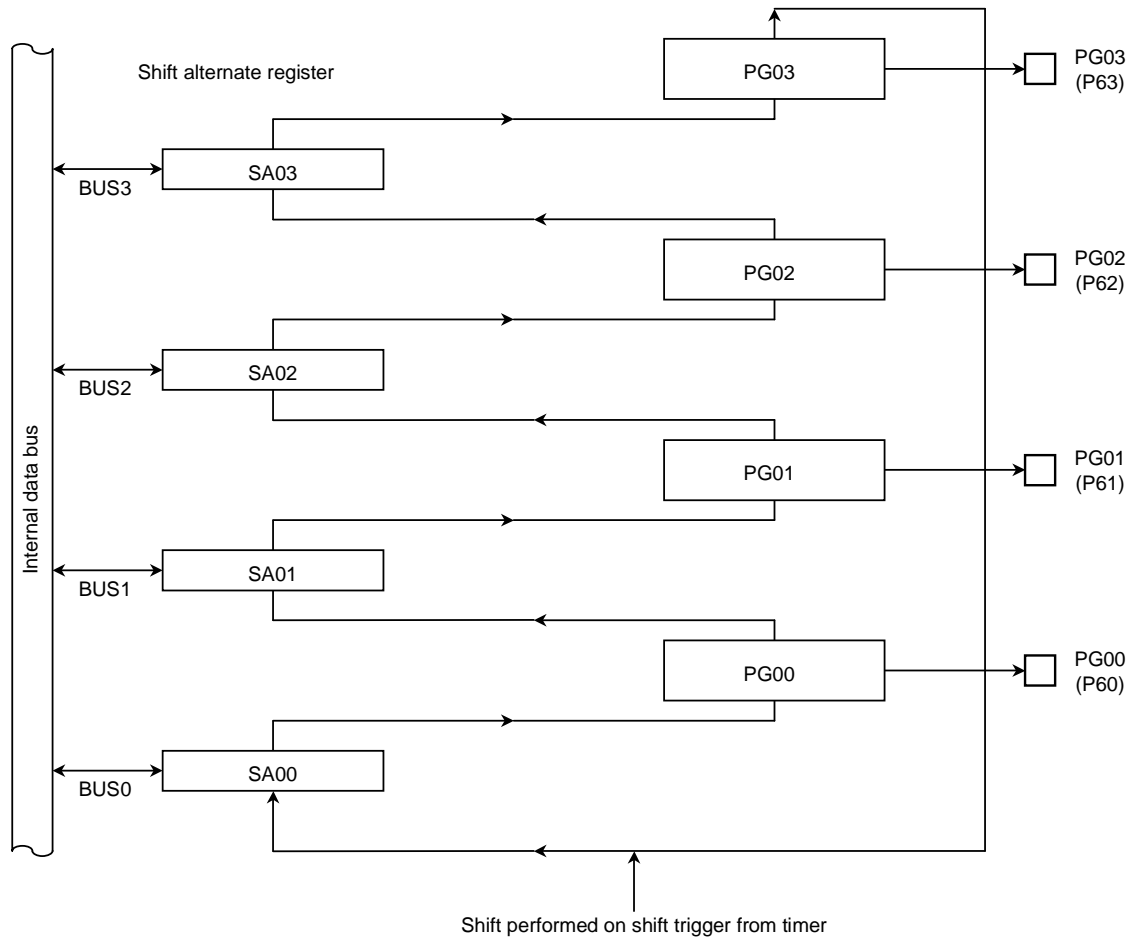 PG03
PG03
(P63)
Shift alternate register
SA03
BUS3
PG02
PG02
(P62)
SA02
BUS2
PG01
PG01
(P61)
Internal data bus
SA01
BUS1
PG00
PG00
(P60)
SA00
BUS0
Shift performed on shift trigger from timer